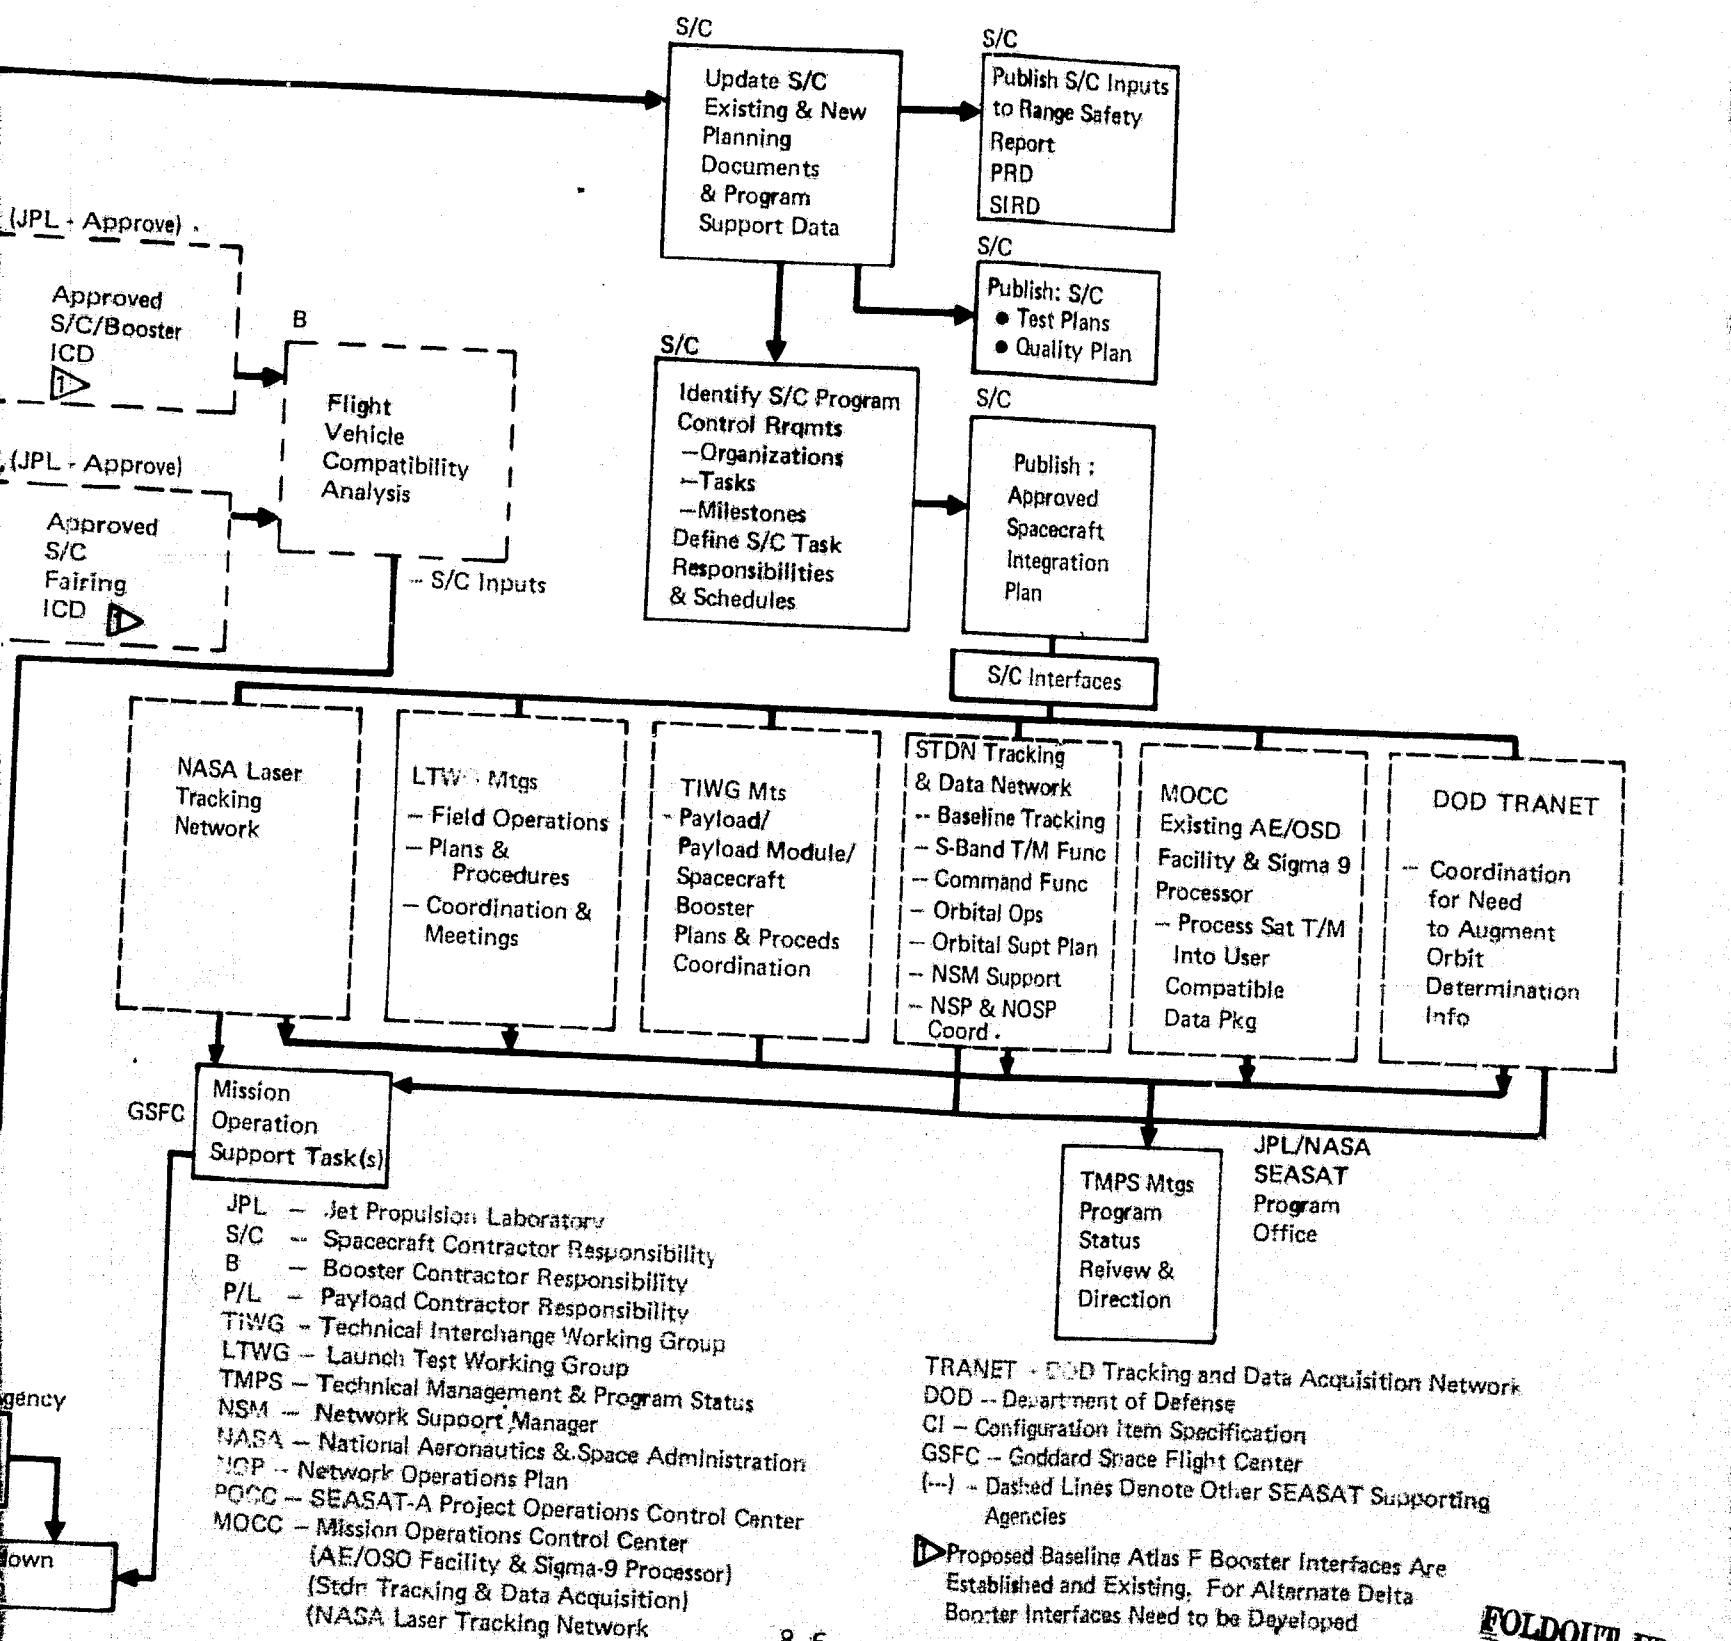 S/C
Update S/C
Existing & New
Planning
Documents
& Program
Support Data
S/C
Publish S/C Inputs
to Range Safety
Report
PRD
SIRD
S/C
Publish: S/C
● Test Plans
● Quality Plan
(JPL - Approve)
Approved
S/C/Booster
ICD
1
B
Flight
Vehicle
Compatibility
Analysis
-- S/C Inputs
(JPL - Approve)
Approved
S/C
Fairing
ICD 1
S/C
Identify S/C Program
Control Rrqmts
—Organizations
—Tasks
—Milestones
Define S/C Task
Responsibilities
& Schedules
S/C
Publish :
Approved
Spacecraft
Integration
Plan
S/C Interfaces
NASA Laser
Tracking
Network
Mtgs
— Field Operations
— Plans &
Procedures
— Coordination &
Meetings
TIWG Mts
- Payload/
Payload Module/
Spacecraft
Booster
Plans & Proceds
Coordination
STDN Tracking
& Data Network
-- Baseline Tracking
— S-Band T/M Func
— Command Func
— Orbital Ops
— Orbital Supt Plan
— NSM Support
— NSP & NOSP
Coord .
MOCC
Existing AE/OSD
Facility & Sigma 9
Processor
— Process Sat T/M
Into User
Compatible
Data Pkg
DOD TRANET
-- Coordination
for Need
to Augment
Orbit
Determination
Info
GSFC
Mission
Operation
Support Task(s)
TMPS Mtgs
Program
Status
Reivew &
Direction
JPL/NASA
SEASAT
Program
Office
JPL — Jet Propulsion Laboratory
S/C -- Spacecraft Contractor Responsibility
B — Booster Contractor Responsibility
P/L — Payload Contractor Responsibility
TIWG — Technical Interchange Working Group
LTWG — Launch Test Working Group
TMPS — Technical Management & Program Status
NSM — Network Support Manager
NASA — National Aeronautics & Space Administration
-- Network Operations Plan
POCC — SEASAT-A Project Operations Control Center
MOCC — Mission Operations Control Center
(AE/OSO Facility & Sigma-9 Processor)
(Stdn Tracking & Data Acquisition)
(NASA Laser Tracking Network
TRANET - DOD Tracking and Data Acquisition Network
DOD -- Department of Defense
CI — Configuration Item Specification
GSFC — Goddard Space Flight Center
(---) -- Dashed Lines Denote Other SEASAT Supporting
Agencies
1 Proposed Baseline Atlas F Booster Interfaces Are
Established and Existing. For Alternate Delta
Booster Interfaces Need to be Developed
gency
own
FOLDOUT